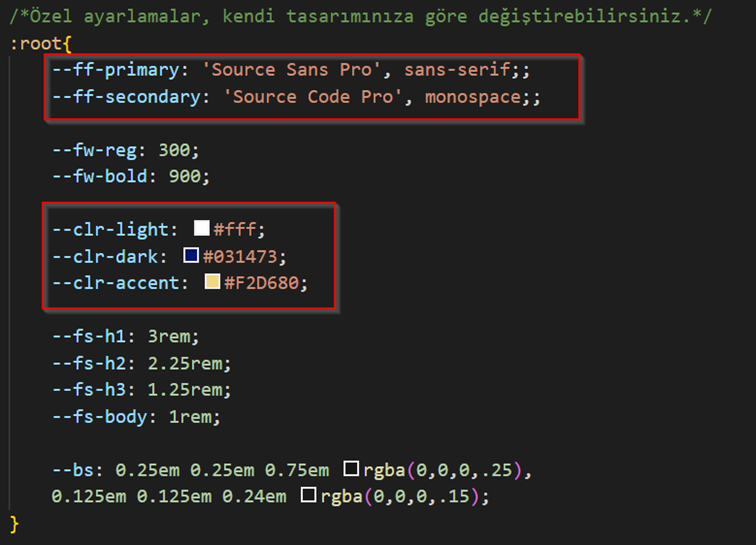 /*Özel ayarlamalar, kendi tasarımınıza göre değiştirebilirsiniz.*/
:root{
--ff-primary: 'Source Sans Pro', sans-serif;;
--ff-secondary: 'Source Code Pro', monospace;;
--fw-reg: 300;
--fw-bold: 900;
--clr-light: #fff;
--clr-dark: #031473;
--clr-accent: #F2D680;
--fs-h1: 3rem;
--fs-h2: 2.25rem;
--fs-h3: 1.25rem;
--fs-body: 1rem;
--bs: 0.25em 0.25em 0.75em rgba(0,0,0,.25),
0.125em 0.125em 0.24em rgba(0,0,0,.15);
}